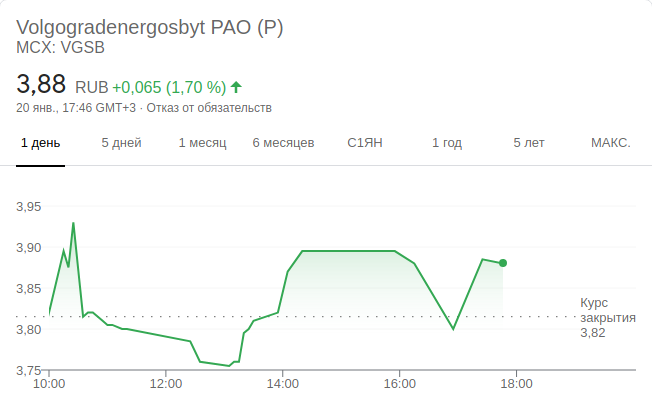 Volgogradenergosbyt PAO (P)
MCX: VGSB
3,88 RUB +0,065 (1,70 %)
20 янв., 17:46 GMT+3 · Отказ от обязательств
1 день 5 дней 1 месяц 6 месяцев С1ЯН 1 год 5 лет МАКС.
3,95
3,90
3,85
Курс
закрытия
3,82
3,80
3,75
10:00 12:00 14:00 16:00 18:00